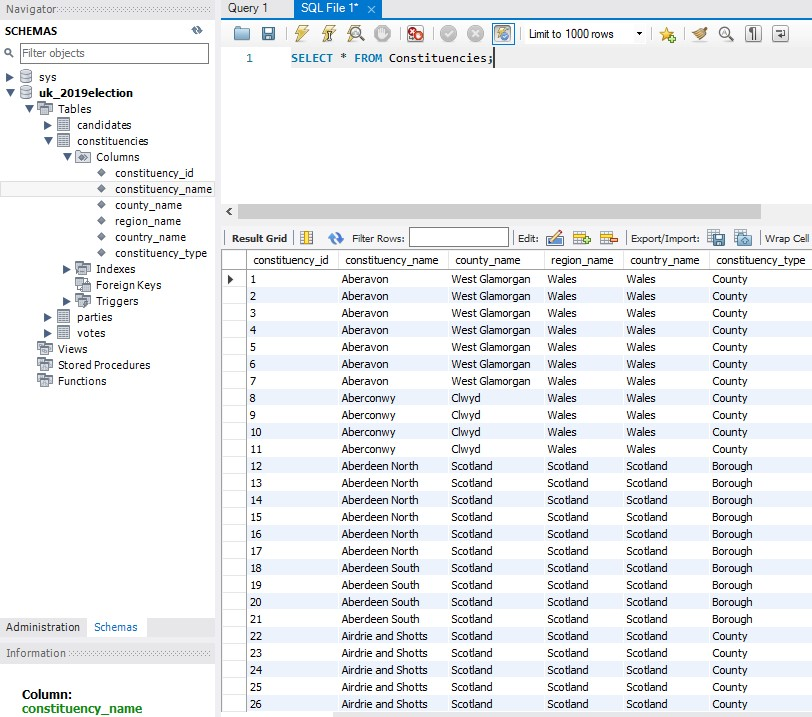 Navigator
SCHEMAS
Filter objects
sys
uk_2019election
Tables
candidates
constituencies
Columns
constituency_id
constituency_name
county_name
region_name
country_name
constituency_type
Indexes
Foreign Keys
Triggers
parties
votes
Views
Stored Procedures
Functions
Administration Schemas
Information
Column:
constituency_name
Query 1 SQL File 1*
Limit to 1000 rows
1 SELECT * FROM Constituencies;
Result Grid Filter Rows: Edit: Export/Import: Wrap Cell
constituency_id constituency_name county_name region_name country_name constituency_type
1 Aberavon West Glamorgan Wales Wales County
2 Aberavon West Glamorgan Wales Wales County
3 Aberavon West Glamorgan Wales Wales County
4 Aberavon West Glamorgan Wales Wales County
5 Aberavon West Glamorgan Wales Wales County
6 Aberavon West Glamorgan Wales Wales County
7 Aberavon West Glamorgan Wales Wales County
8 Aberconwy Clwyd Wales Wales County
9 Aberconwy Clwyd Wales Wales County
10 Aberconwy Clwyd Wales Wales County
11 Aberconwy Clwyd Wales Wales County
12 Aberdeen North Scotland Scotland Scotland Borough
13 Aberdeen North Scotland Scotland Scotland Borough
14 Aberdeen North Scotland Scotland Scotland Borough
15 Aberdeen North Scotland Scotland Scotland Borough
16 Aberdeen North Scotland Scotland Scotland Borough
17 Aberdeen North Scotland Scotland Scotland Borough
18 Aberdeen South Scotland Scotland Scotland Borough
19 Aberdeen South Scotland Scotland Scotland Borough
20 Aberdeen South Scotland Scotland Scotland Borough
21 Aberdeen South Scotland Scotland Scotland Borough
22 Airdrie and Shotts Scotland Scotland Scotland County
23 Airdrie and Shotts Scotland Scotland Scotland County
24 Airdrie and Shotts Scotland Scotland Scotland County
25 Airdrie and Shotts Scotland Scotland Scotland County
26 Airdrie and Shotts Scotland Scotland Scotland County